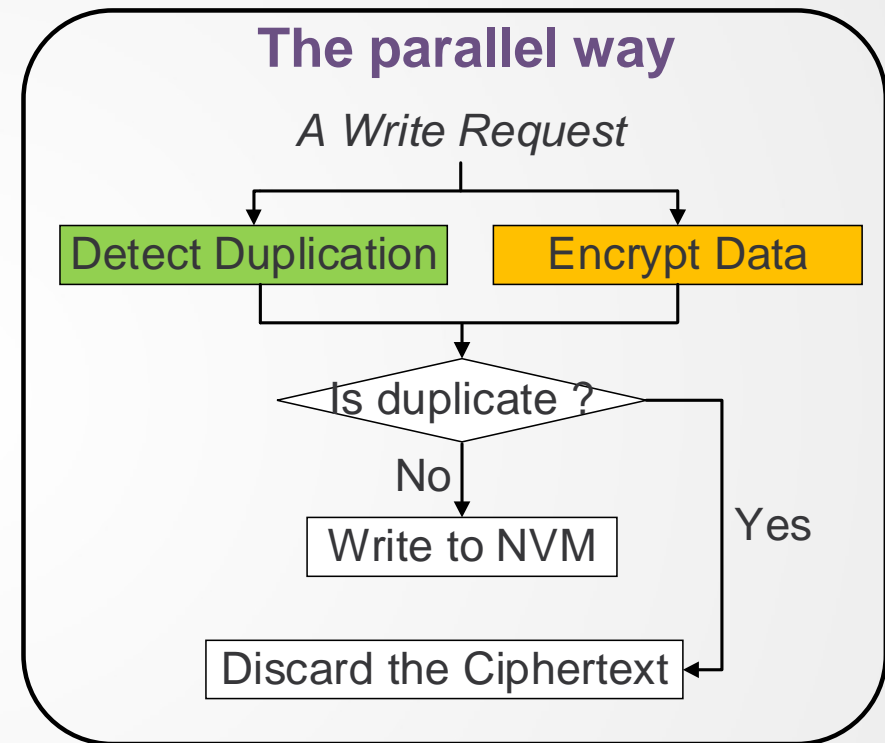 The parallel way
A Write Request
Detect Duplication
Encrypt Data
Is duplicate ?
No
Yes
Write to NVM
Discard the Ciphertext